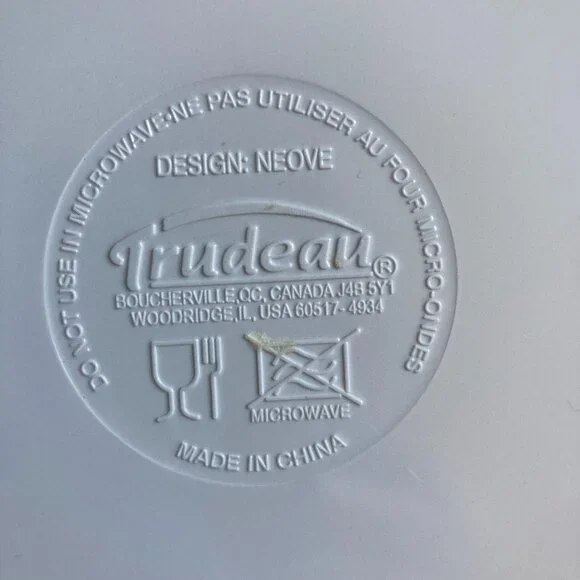 DO NOT USE IN MICROWAVE•NE PAS UTILISER AU FOUR MICRO-ONDES
DESIGN: NEOVE
Trudeau®
BOUCHERVILLE,QC, CANADA J4B 5Y1
WOODRIDGE,IL., USA 60517-4934
MICROWAVE
MADE IN CHINA